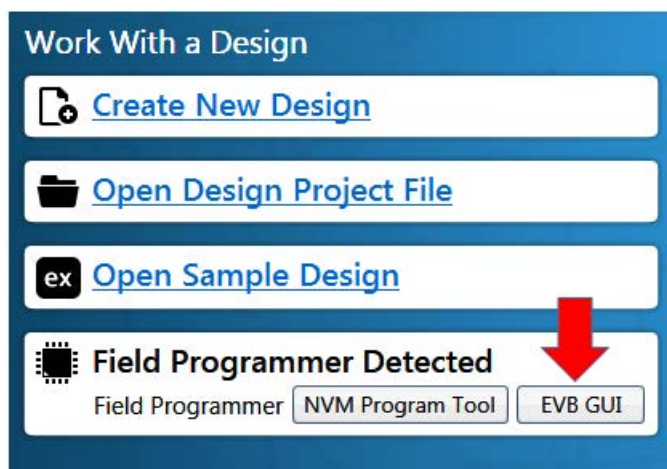 Work With a Design
Create New Design
Open Design Project File
ex Open Sample Design
Field Programmer Detected
Field Programmer NVM Program Tool EVB GUI